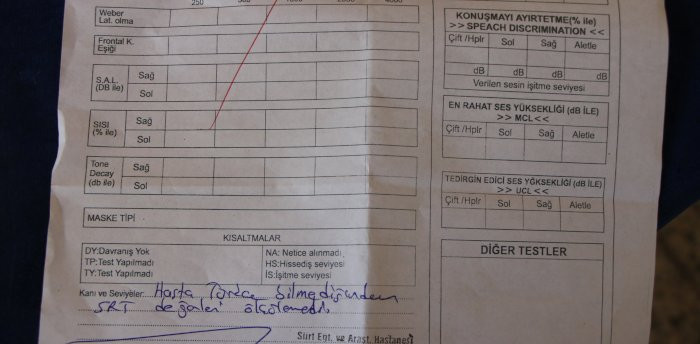 250 500 1000 2000 4000
Weber
Lat. olma
Frontal K.
Eşiği
S.A.L.
(DB ile)
Sağ
Sol
SISI
(% ile)
Sağ
Sol
Tone
Decay
(db ile)
Sağ
Sol
MASKE TİPİ
KISALTMALAR
DY:Davranış Yok
TP:Test Yapılmadı
TY:Test Yapılmadı
NA: Netice alınmadı
HS:Hissediş seviyesi
İS:İşitme seviyesi
Kanı ve Seviyeler: Hasta Türkçe bilmediğinden
SRT değerleri ölçülemedi
Siirt Eğt. ve Araşt. Hastanesi
KONUŞMAYI AYIRTETME(% ile)
>> SPEACH DISCRIMINATION <<
Çift /Hplr Sol Sağ Aletle
dB dB dB dB
Verilen sesin işitme seviyesi
EN RAHAT SES YÜKSEKLİĞİ (dB İLE)
>> MCL<<
Çift /Hplr Sol Sağ Aletle
TEDİRGİN EDİCİ SES YÜKSEKLİĞİ (dB İLE)
>> UCL<<
Çift /Hplr Sol Sağ Aletle
DİĞER TESTLER